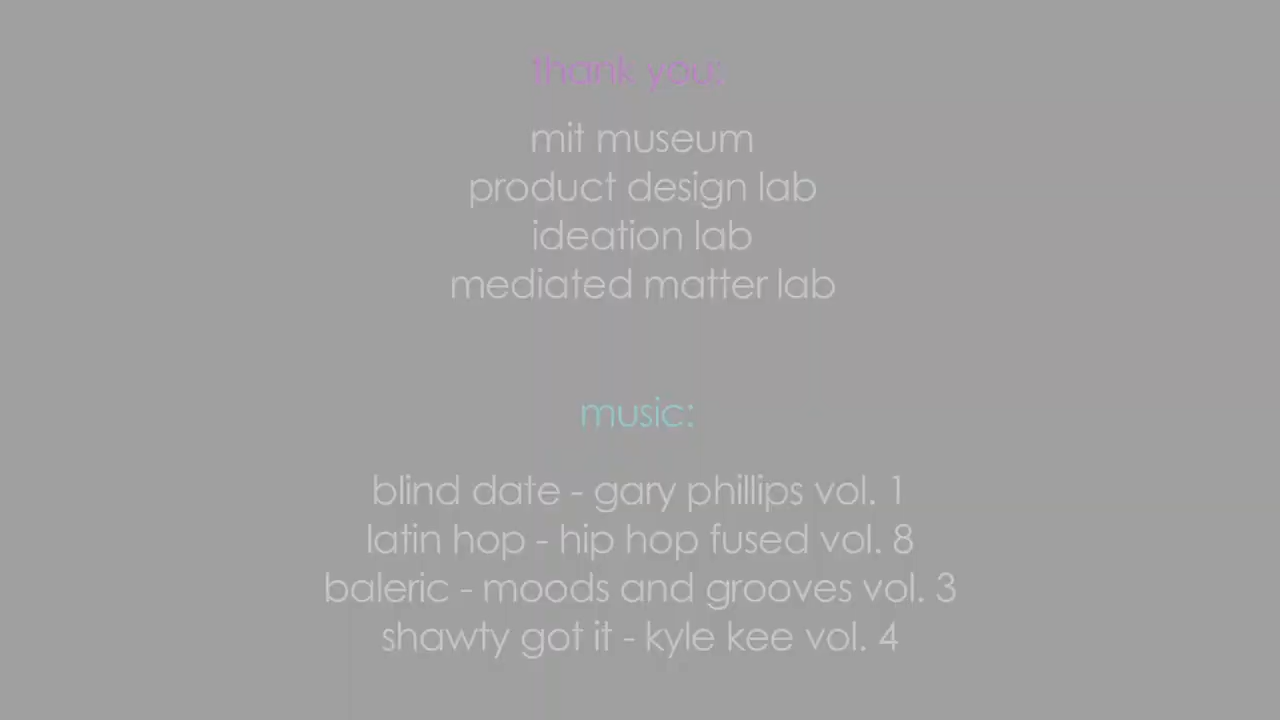 thank you:
mit museum
product design lab
ideation lab
mediated matter lab
music:
blind date - gary phillips vol. 1
latin hop - hip hop fused vol. 8
baleric - moods and grooves vol. 3
shawty got it - kyle kee vol. 4